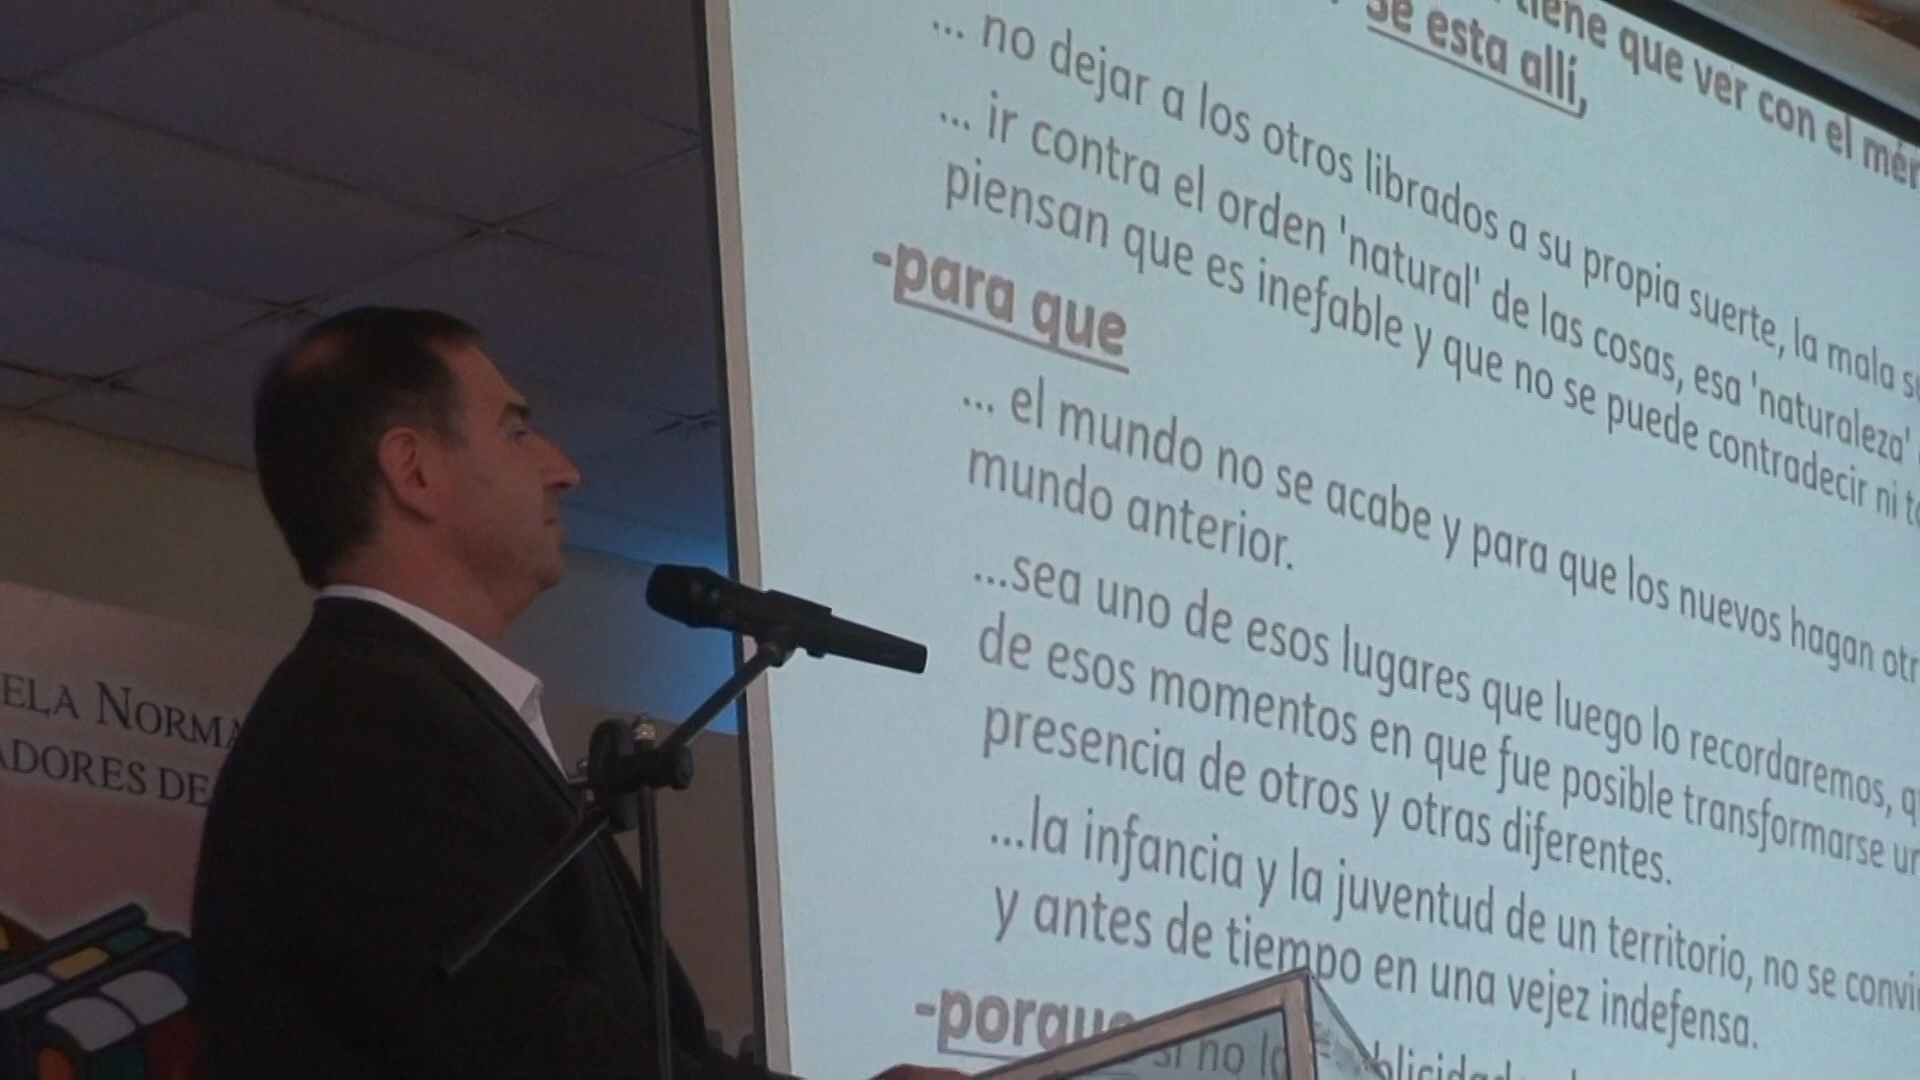 tiene que ver con el
se esta allí,
... no dejar a los otros librados a su propia suerte, la mala
... ir contra el orden 'natural' de las cosas, esa 'naturaleza'
piensan que es inefable y que no se puede contradecir ni
-para que
... el mundo no se acabe y para que los nuevos hagan
mundo anterior.
...sea uno de esos lugares que luego lo recordaremos,
de esos momentos en que fue posible transformarse
presencia de otros y otras diferentes.
...la infancia y la juventud de un territorio, no se
y antes de tiempo en una vejez indefensa.
-porque
si no
ELA NORMA
ADORES DE